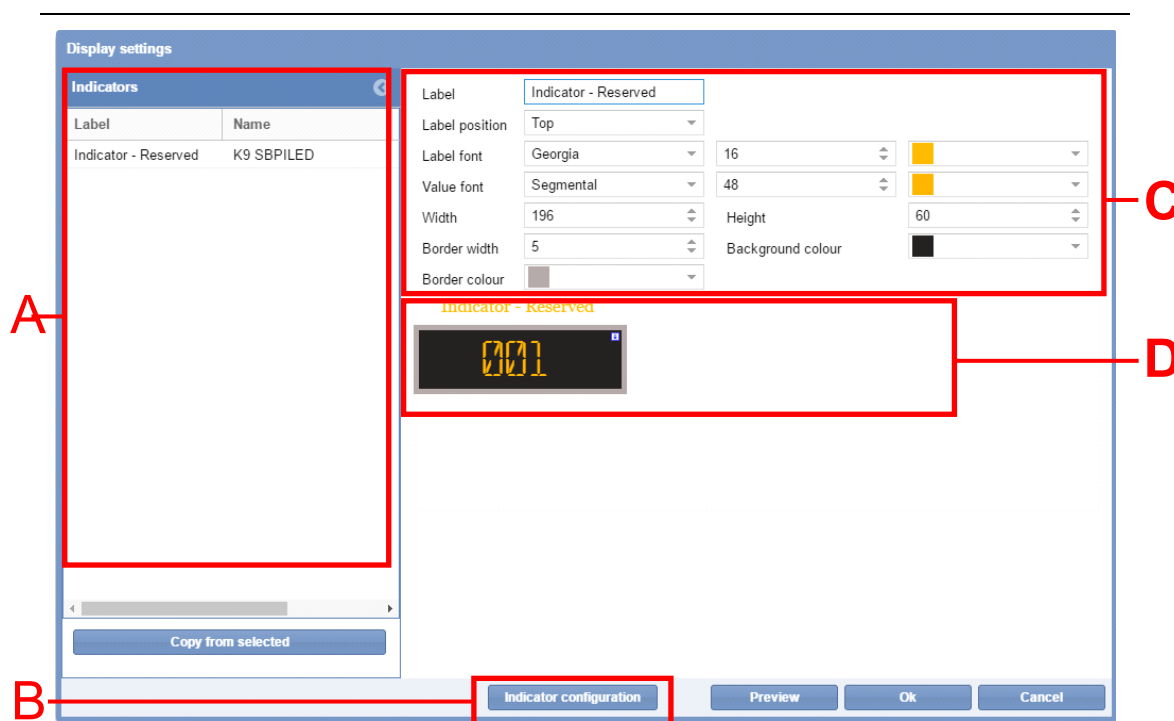 Display settings
Indicators
Label Name
Indicator - Reserved K9 SBPILED
Copy from selected
Label Indicator - Reserved
Label position Top
Label font Georgia 16
Value font Segmental 48
Width 196 Height 60
Border width 5 Background colour
Border colour
Indicator - Reserved
001
Indicator configuration Preview Ok Cancel
A
B
C
D